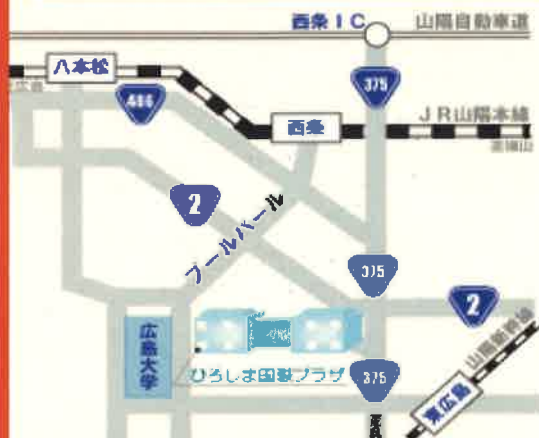 西条IC
山陽自動車道
八本松
375
486
JR山陽本線
西条
2
ブールバール
375
2
山陽新幹線
広島大学
ひろしま国際プラザ
375
東広島